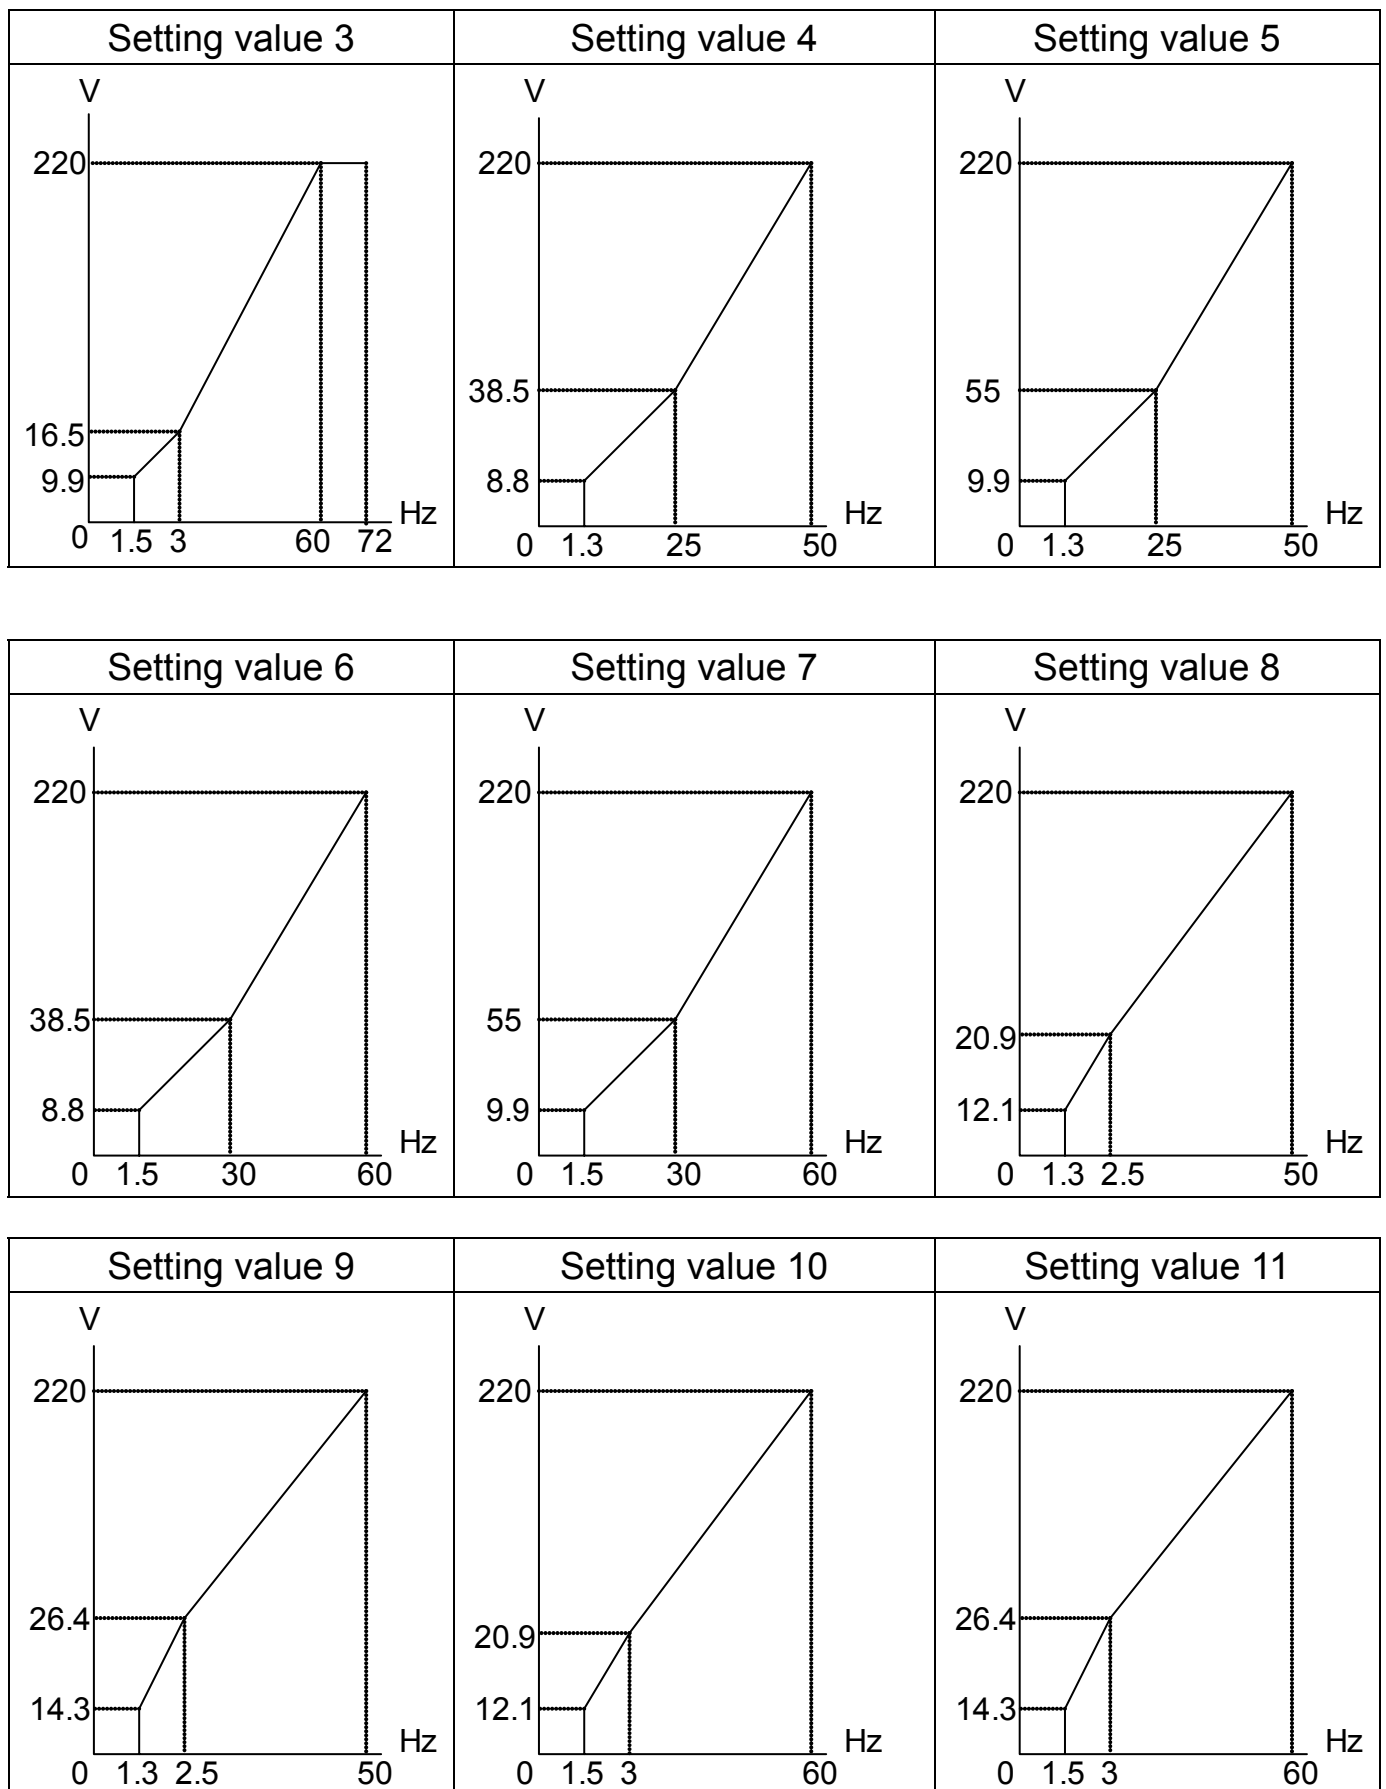 Setting value 3 Setting value 4 Setting value 5
V V V
220 220 220
38.5 55
16.5
9.9 8.8 9.9
Hz Hz Hz
0 1.5 3 60 72 0 1.3 25 50 0 1.3 25 50
Setting value 6 Setting value 7 Setting value 8
V V V
220 220 220
38.5 55 20.9
8.8 9.9 12.1
Hz Hz Hz
0 1.5 30 60 0 1.5 30 60 0 1.3 2.5 50
Setting value 9 Setting value 10 Setting value 11
V V V
220 220 220
26.4 20.9 26.4
14.3 12.1 14.3
Hz Hz Hz
0 1.3 2.5 50 0 1.5 3 60 0 1.5 3 60